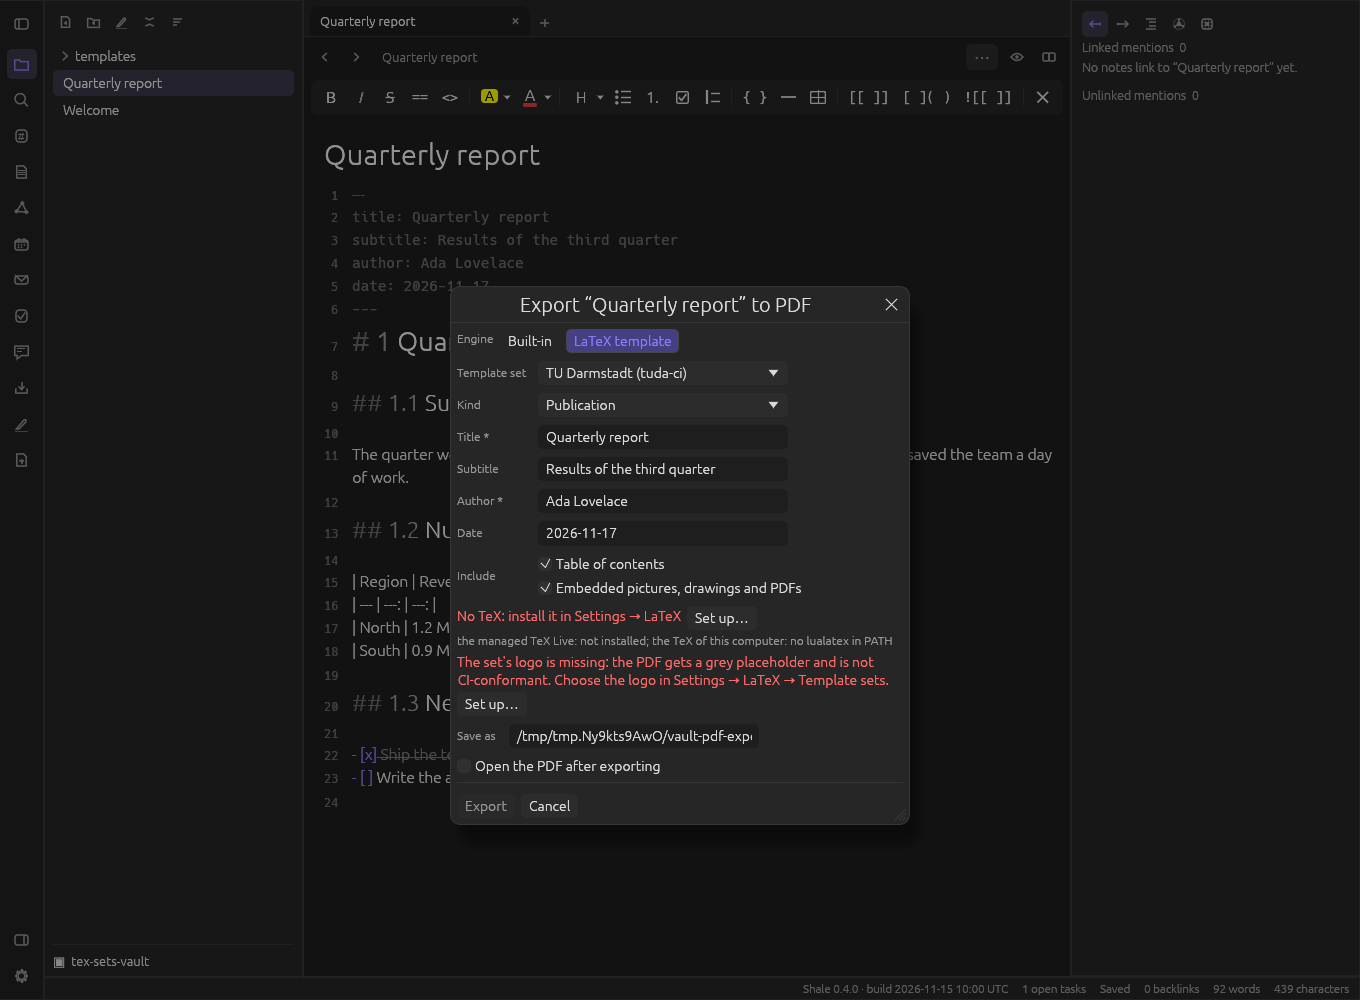 templates
Quarterly report
Welcome
tex-sets-vault
Quarterly report ×
Quarterly report
B I S == <> A A H 1. { } — [[ ]] [ ]( ) ![[ ]]
Quarterly report
1 —
2 title: Quarterly report
3 subtitle: Results of the third quarter
4 author: Ada Lovelace
5 date: 2026-11-17
6 ---
7 # 1 Qua
8
9 ## 1.1 Su
10
11 The quarter w saved the team a day
of work.
12
13 ## 1.2 Nu
14
15 | Region | Reve
16 | --- | ---: | ---: |
17 | North | 1.2 M
18 | South | 0.9 M
19
20 ## 1.3 Ne
21
22 - [x] Ship the te
23 - [ ] Write the a
24
Export “Quarterly report” to PDF
Engine Built-in LaTeX template
Template set TU Darmstadt (tuda-ci)
Kind Publication
Title * Quarterly report
Subtitle Results of the third quarter
Author * Ada Lovelace
Date 2026-11-17
Include
Table of contents
Embedded pictures, drawings and PDFs
No TeX: install it in Settings → LaTeX Set up…
the managed TeX Live: not installed; the TeX of this computer: no lualatex in PATH
The set's logo is missing: the PDF gets a grey placeholder and is not
CI-conformant. Choose the logo in Settings → LaTeX → Template sets.
Set up…
Save as /tmp/tmp.Ny9kts9AwO/vault-pdf-exp
Open the PDF after exporting
Export Cancel
Linked mentions 0
No notes link to “Quarterly report” yet.
Unlinked mentions 0
Shale 0.4.0 · build 2026-11-15 10:00 UTC 1 open tasks Saved 0 backlinks 92 words 439 characters